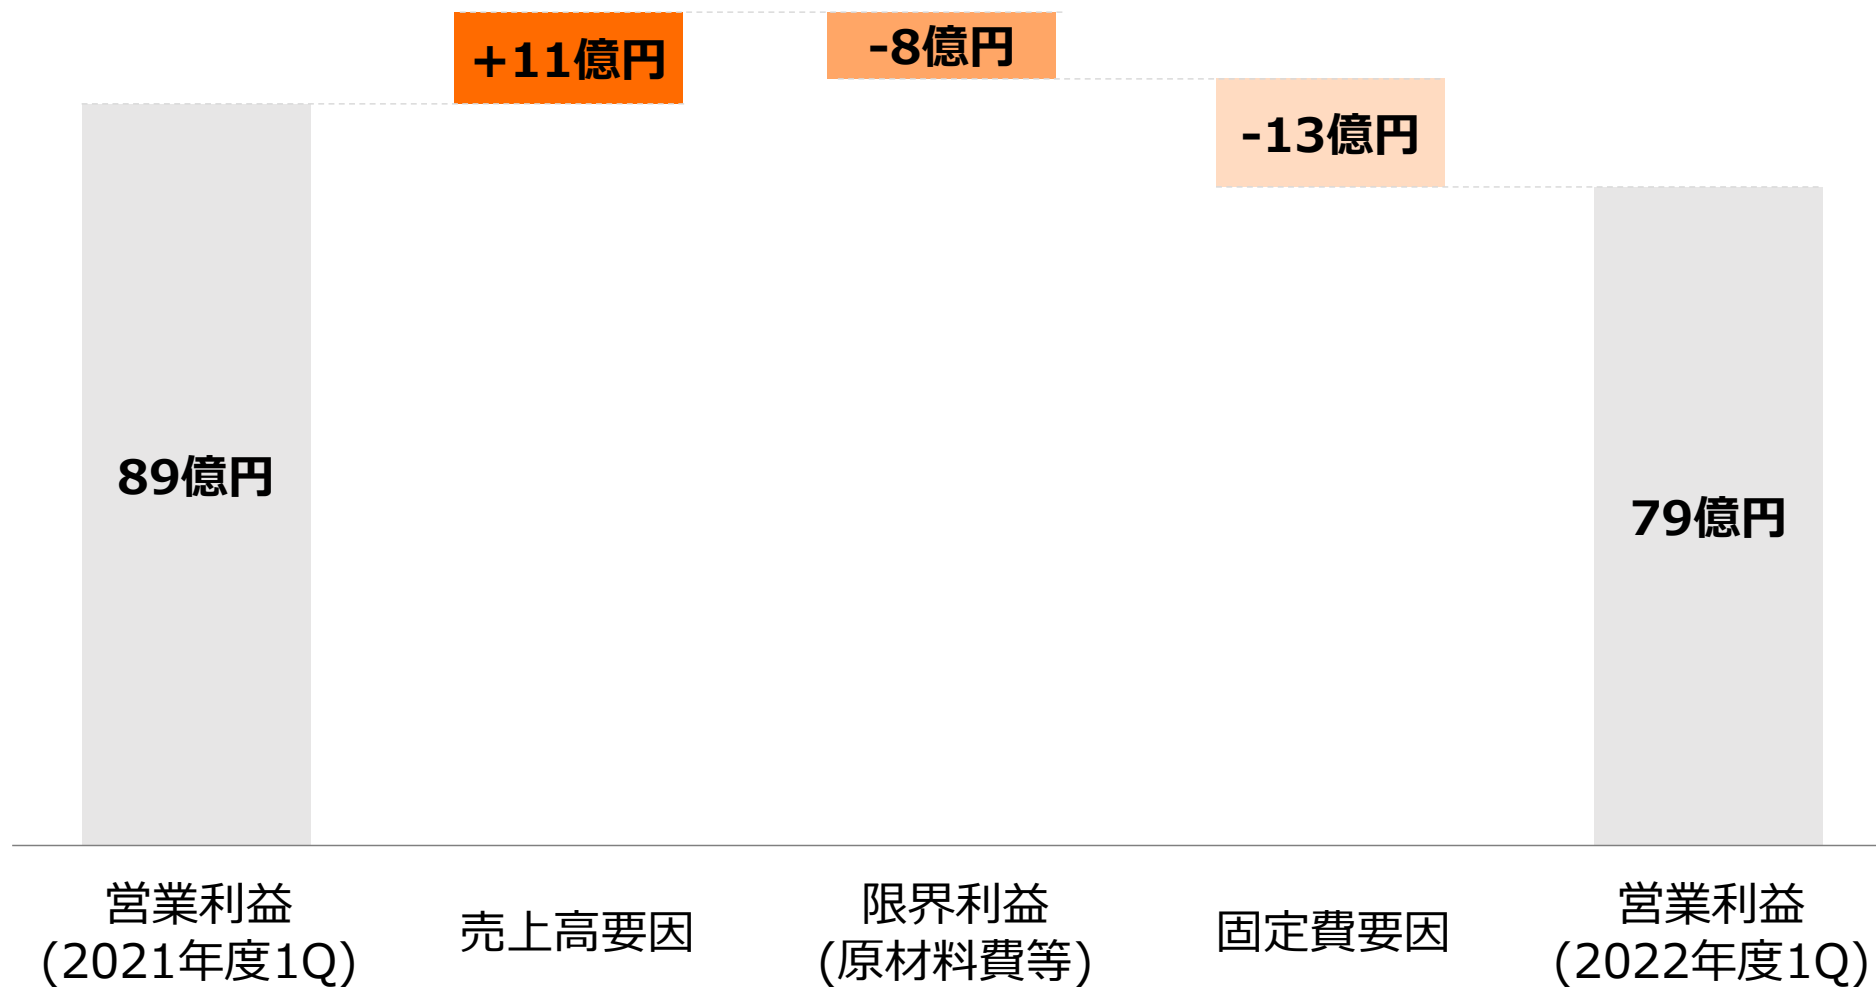 +11億円
-8億円
-13億円
89億円
79億円
営業利益
(2021年度1Q)
売上高要因
限界利益
(原材料費等)
固定費要因
営業利益
(2022年度1Q)